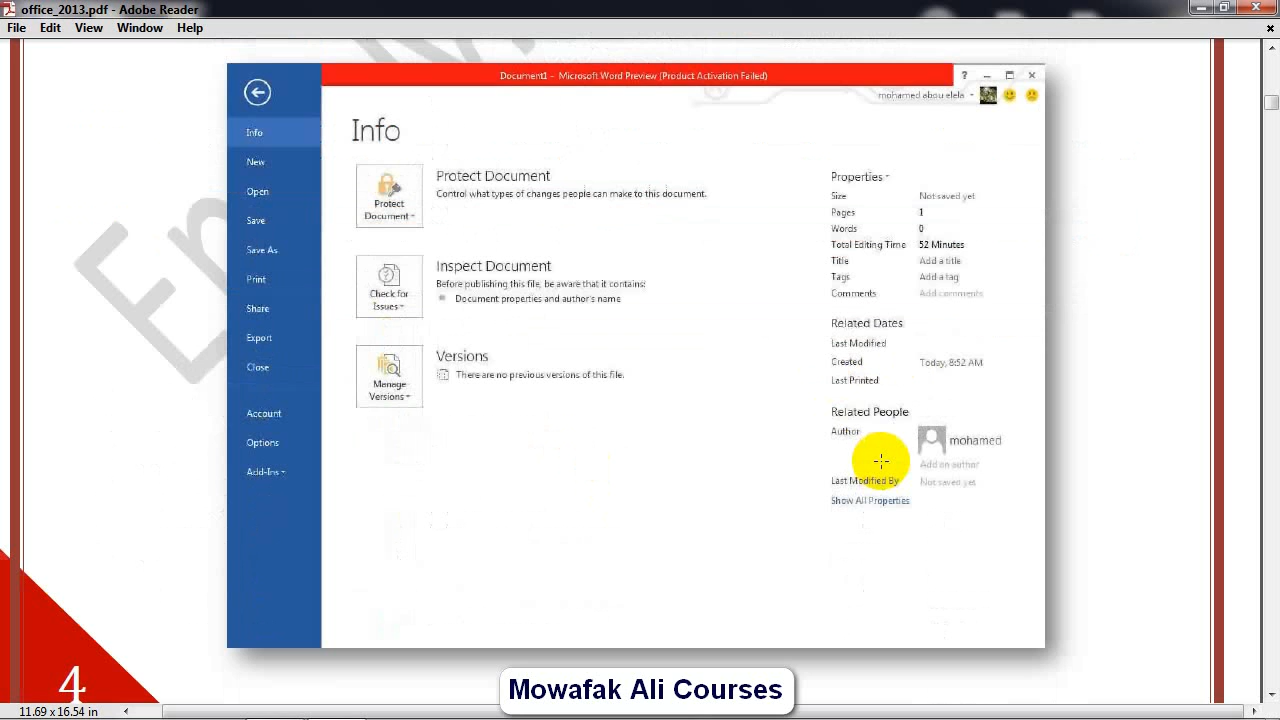 office_2013.pdf - Adobe Reader
File Edit View Window Help
Document1 - Microsoft Word Preview (Product Activation Failed)
mohamed abou elela
Info
New
Open
Save
Save As
Print
Share
Export
Close
Account
Options
Add-Ins
Info
Protect Document
Protect Document
Control what types of changes people can make to this document.
Check for Issues
Inspect Document
Before publishing this file, be aware that it contains:
Document properties and author's name
Manage Versions
Versions
There are no previous versions of this file.
Properties
Size Not saved yet
Pages 1
Words 0
Total Editing Time 52 Minutes
Title Add a title
Tags Add a tag
Comments Add comments
Related Dates
Last Modified
Created Today, 8:52 AM
Last Printed
Related People
Author mohamed
Add an author
Last Modified By Not saved yet
Show All Properties
4
Mowafak Ali Courses
11.69 x 16.54 in